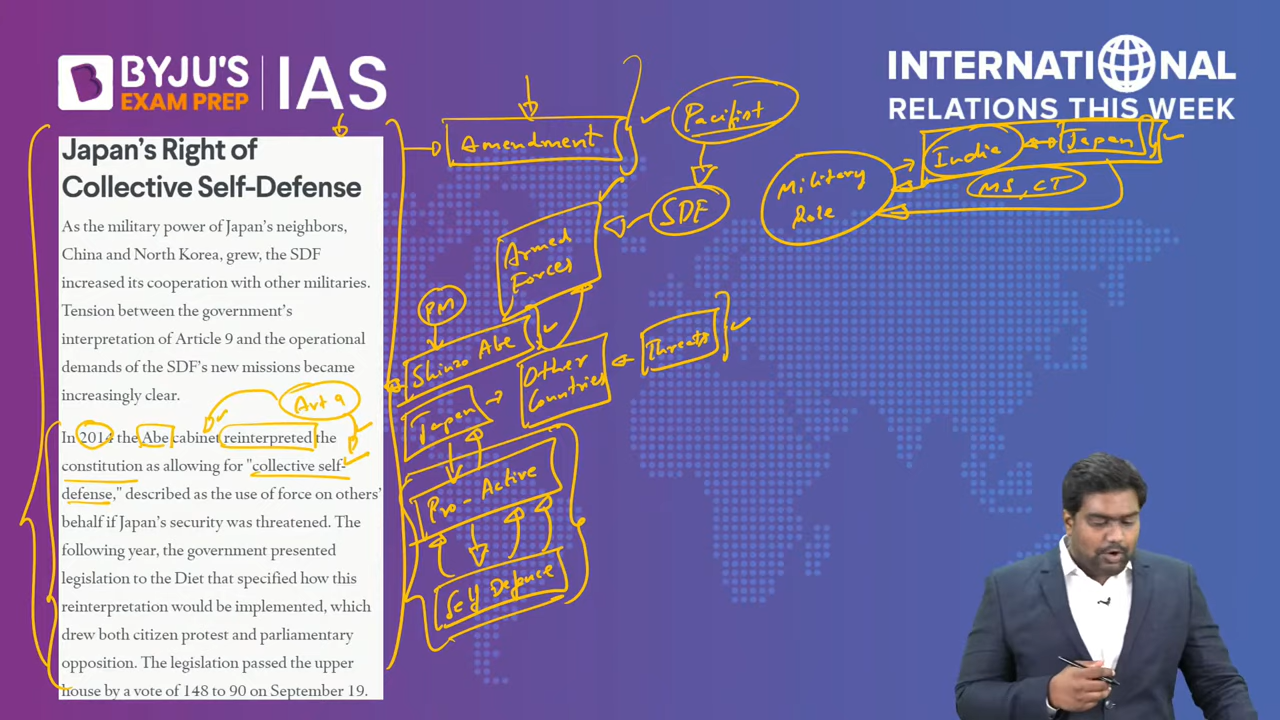 BYJU'S
EXAM PREP
IAS
INTERNATIONAL
RELATIONS THIS WEEK
Japan's Right of
Collective Self-Defense
As the military power of Japan's neighbors,
China and North Korea, grew, the SDF
increased its cooperation with other militaries.
Tension between the government's
interpretation of Article 9 and the operational
demands of the SDF's new missions became
increasingly clear.
Art 9
In 2014 the Abe cabinet reinterpreted the
constitution as allowing for "collective self-
defense," described as the use of force on others'
behalf if Japan's security was threatened. The
following year, the government presented
legislation to the Diet that specified how this
reinterpretation would be implemented, which
drew both citizen protest and parliamentary
opposition. The legislation passed the upper
house by a vote of 148 to 90 on September 19.
Amendment
Pacifist
SDF
Armed
Forces
PM
Shinzo Abe
Other
Countries
Threats
Japan
Pro-Active
Self Defence
Military
Role
India
Japan
MS, CT